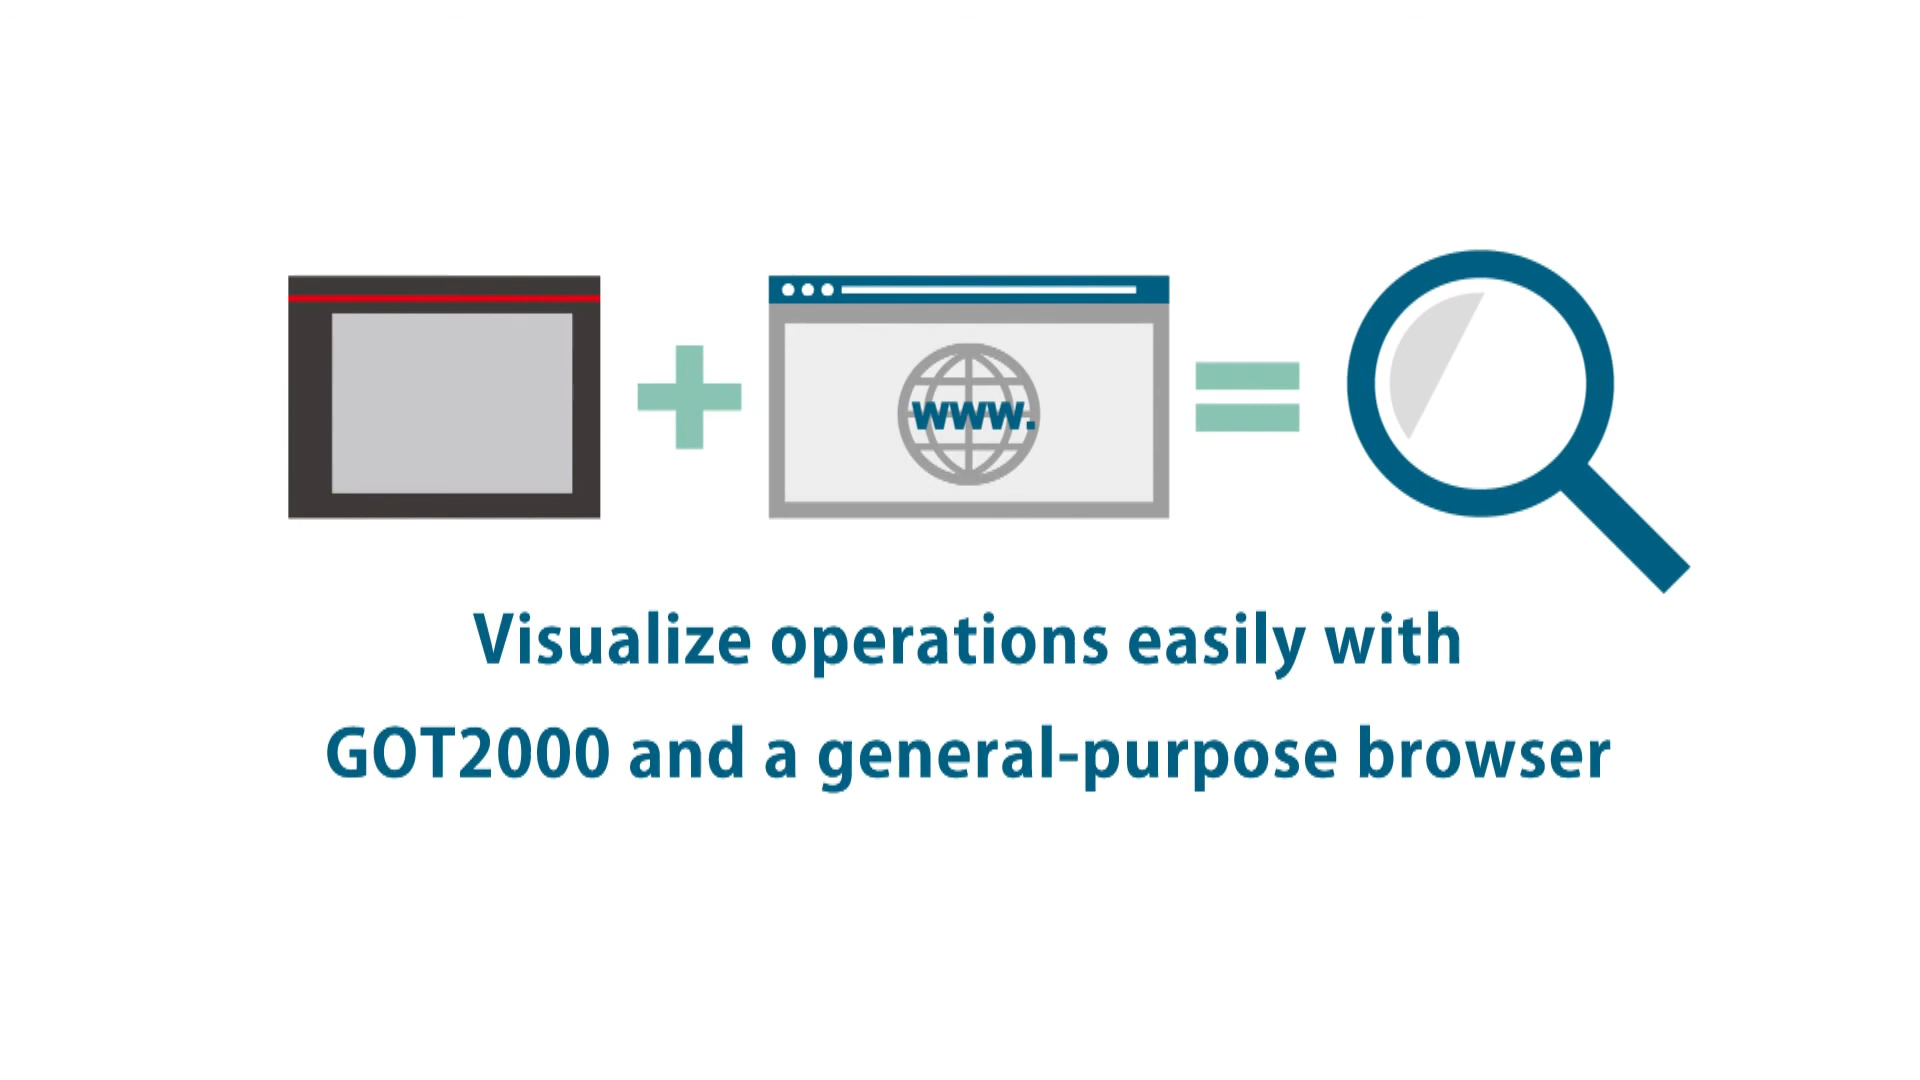 www.
Visualize operations easily with
GOT2000 and a general-purpose browser